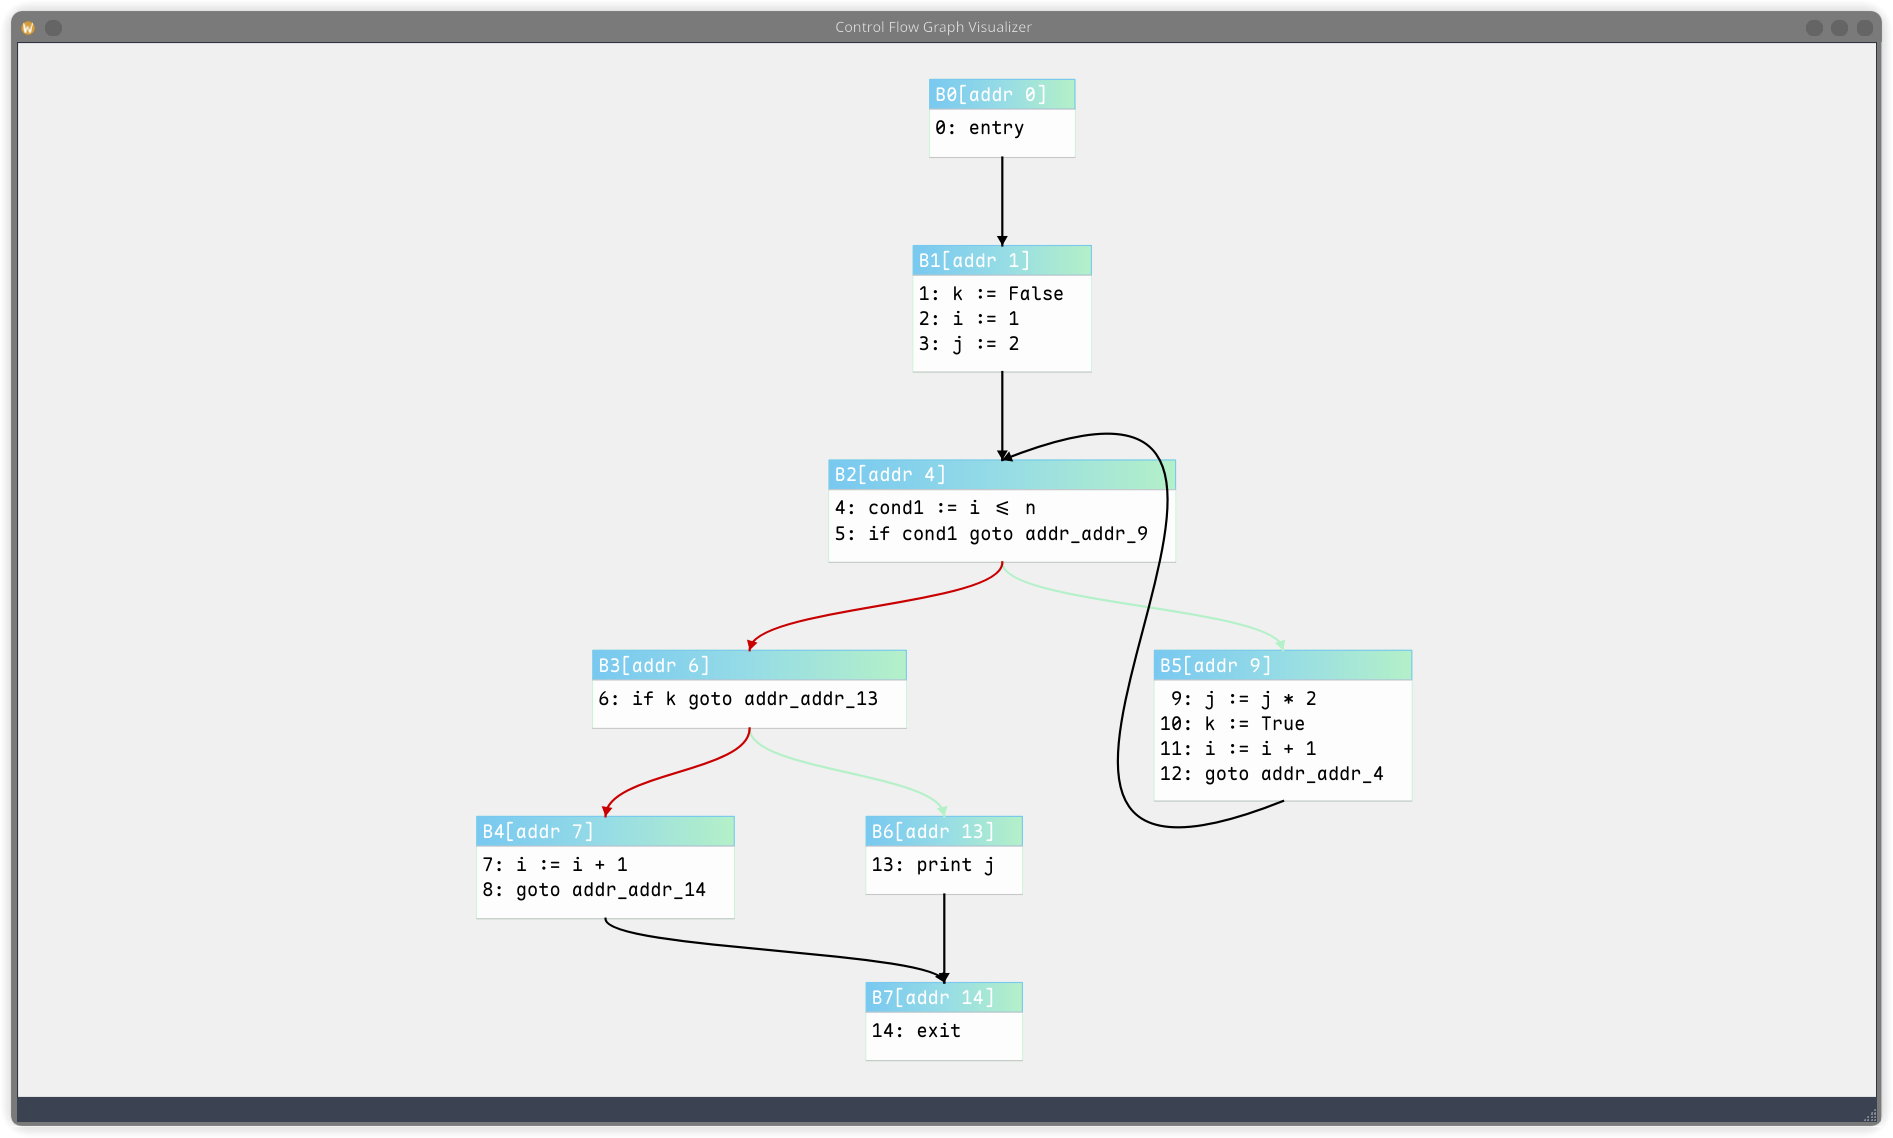 Control Flow Graph Visualizer
B0[addr 0]
0: entry
B1[addr 1]
1: k := False
2: i := 1
3: j := 2
B2[addr 4]
4: cond1 := i ⩽ n
5: if cond1 goto addr_addr_9
B3[addr 6]
6: if k goto addr_addr_13
B5[addr 9]
9: j := j * 2
10: k := True
11: i := i + 1
12: goto addr_addr_4
B4[addr 7]
7: i := i + 1
8: goto addr_addr_14
B6[addr 13]
13: print j
B7[addr 14]
14: exit